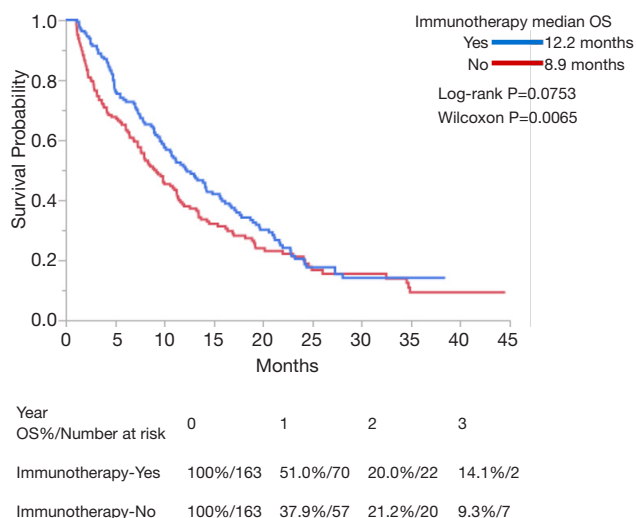 Immunotherapy median OS
Yes 12.2 months
No 8.9 months
Log-rank P=0.0753
Wilcoxon P=0.0065
Survival Probability
1.0
0.8
0.6
0.4
0.2
0.0
0 5 10 15 20 25 30 35 40 45
Months
Year
OS%/Number at risk 0 1 2 3
Immunotherapy-Yes 100%/163 51.0%/70 20.0%/22 14.1%/2
Immunotherapy-No 100%/163 37.9%/57 21.2%/20 9.3%/7